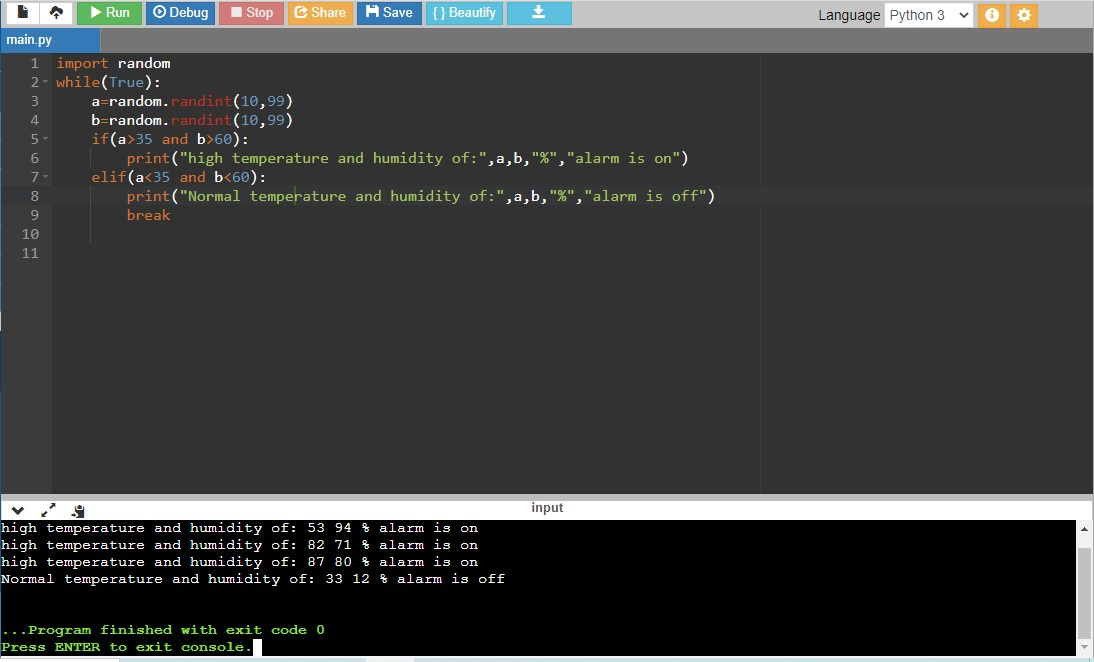 Run Debug Stop Share Save { } Beautify Language Python 3
main.py
1 import random
2 while(True):
3     a=random.randint(10,99)
4     b=random.randint(10,99)
5     if(a>35 and b>60):
6         print("high temperature and humidity of:",a,b,"%","alarm is on")
7     elif(a<35 and b<60):
8         print("Normal temperature and humidity of:",a,b,"%","alarm is off")
9         break
10
11
input
high temperature and humidity of: 53 94 % alarm is on
high temperature and humidity of: 82 71 % alarm is on
high temperature and humidity of: 87 80 % alarm is on
Normal temperature and humidity of: 33 12 % alarm is off
...Program finished with exit code 0
Press ENTER to exit console.